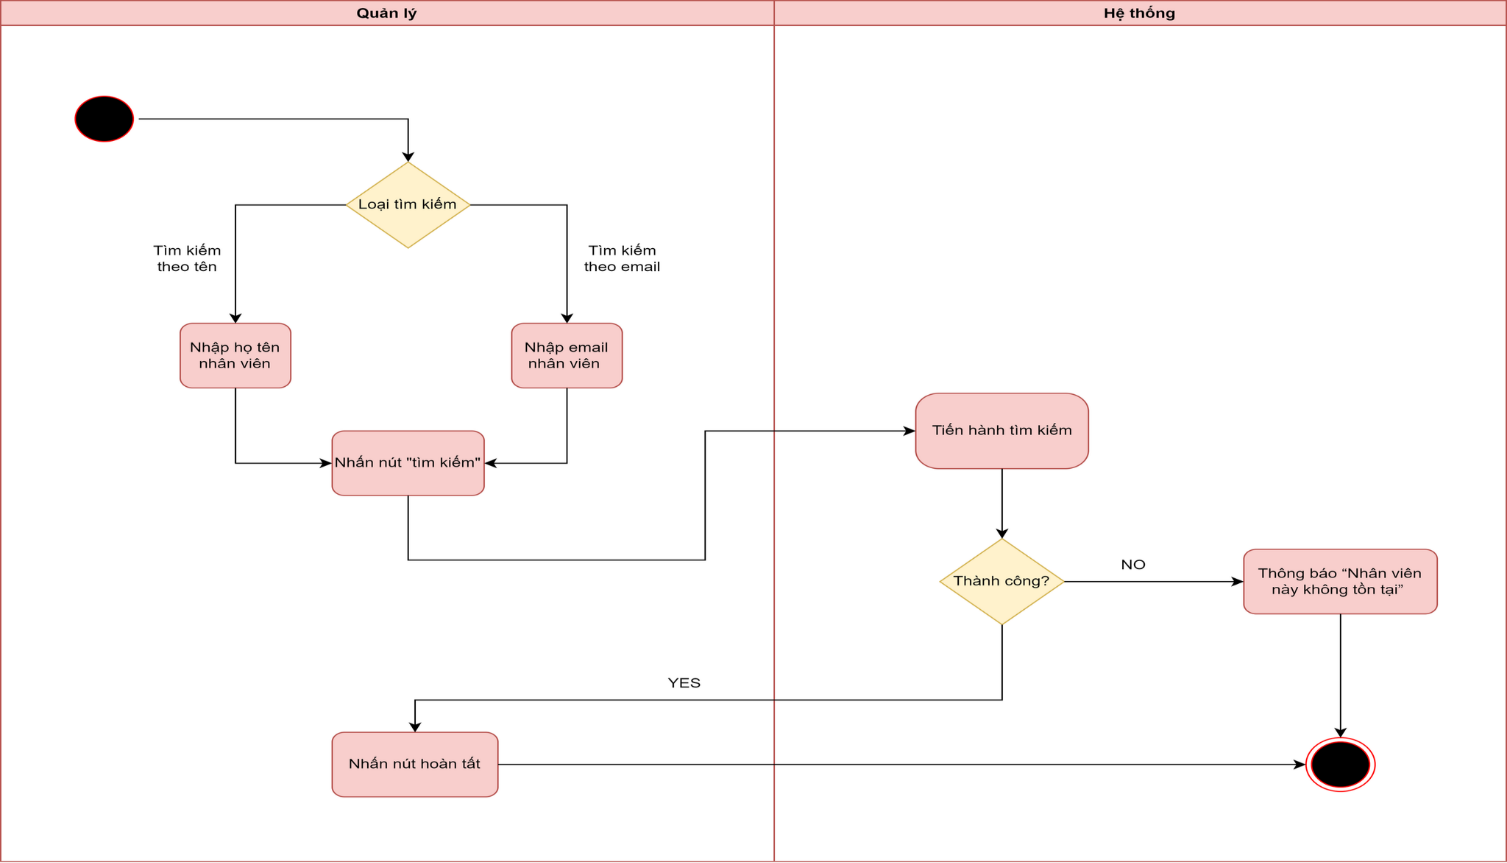 Quản lý
Hệ thống
Loại tìm kiếm
Tìm kiếm
theo tên
Tìm kiếm
theo email
Nhập họ tên
nhân viên
Nhập email
nhân viên
Nhấn nút "tìm kiếm"
Tiến hành tìm kiếm
Thành công?
NO
Thông báo “Nhân viên
này không tồn tại”
YES
Nhấn nút hoàn tất